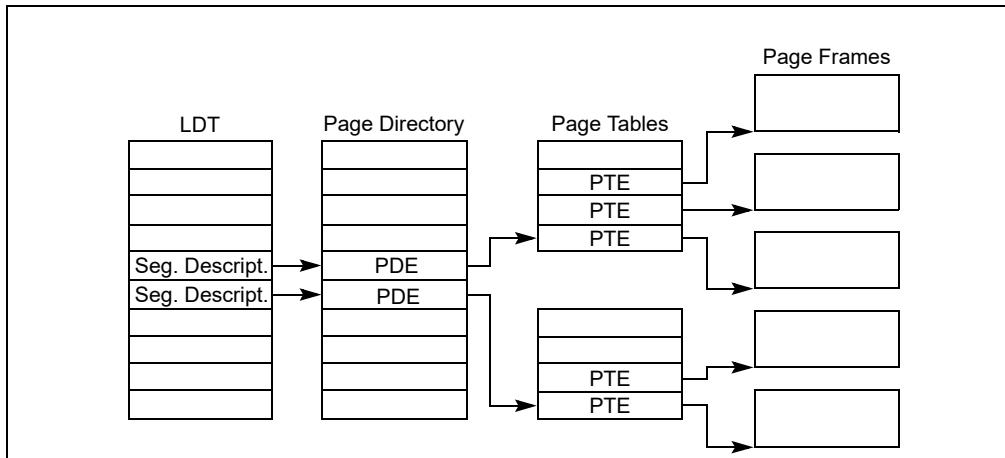 Page Frames
LDT
Page Directory
Page Tables
PTE
PTE
PTE
Seg. Descript.
PDE
Seg. Descript.
PDE
PTE
PTE